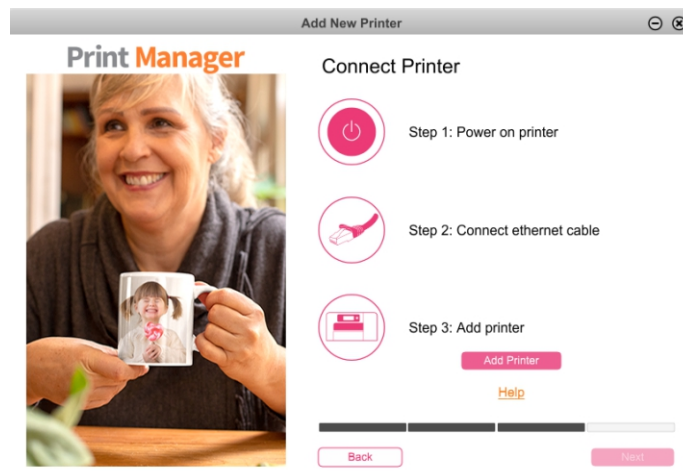 Add New Printer
Print Manager
Connect Printer
Step 1: Power on printer
Step 2: Connect ethernet cable
Step 3: Add printer
Add Printer
Help
Back
Next